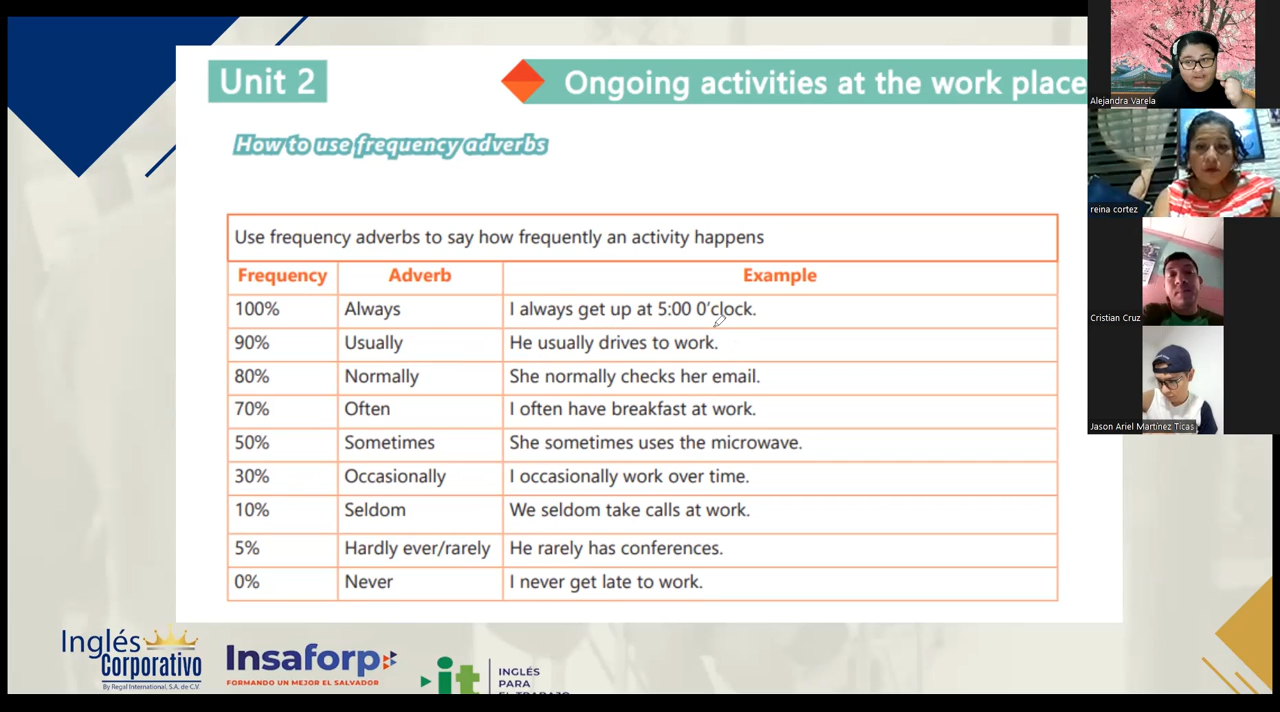 Unit 2
Ongoing activities at the work place
How to use frequency adverbs
Use frequency adverbs to say how frequently an activity happens
Frequency Adverb Example
100% Always I always get up at 5:00 0'clock.
90% Usually He usually drives to work.
80% Normally She normally checks her email.
70% Often I often have breakfast at work.
50% Sometimes She sometimes uses the microwave.
30% Occasionally I occasionally work over time.
10% Seldom We seldom take calls at work.
5% Hardly ever/rarely He rarely has conferences.
0% Never I never get late to work.
Inglés
Corporativo
By Regal International, S.A. de C.V.
Insaforp
FORMANDO UN MEJOR EL SALVADOR
it
INGLÉS
PARA
EL TRABAJO
Alejandra Varela
reina cortez
Cristian Cruz
Jason Ariel Martínez Ticas